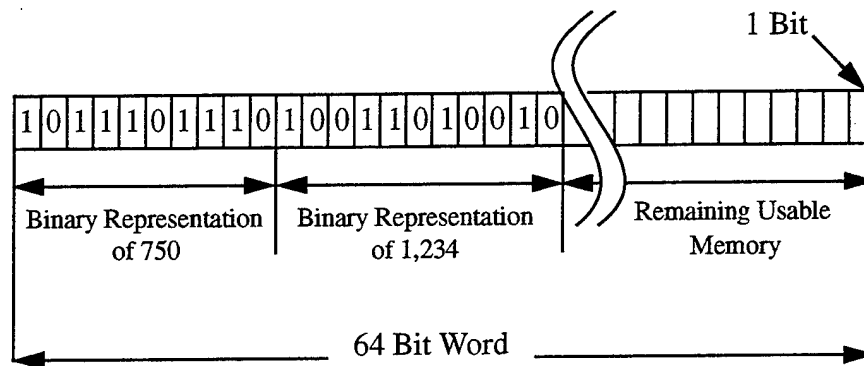 1 Bit
1 0 1 1 1 0 1 1 1 0 1 0 0 1 1 0 1 0 0 1 0
Binary Representation of 750
Binary Representation of 1,234
Remaining Usable Memory
64 Bit Word